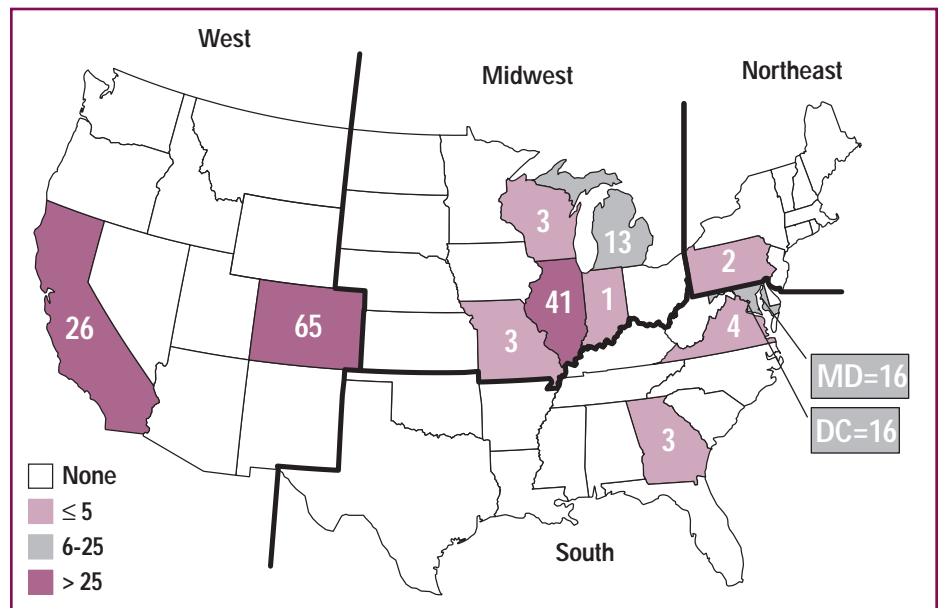 West
Midwest
Northeast
3
13
2
26
65
41
1
3
4
MD=16
DC=16
3
None
≤ 5
6-25
> 25
South